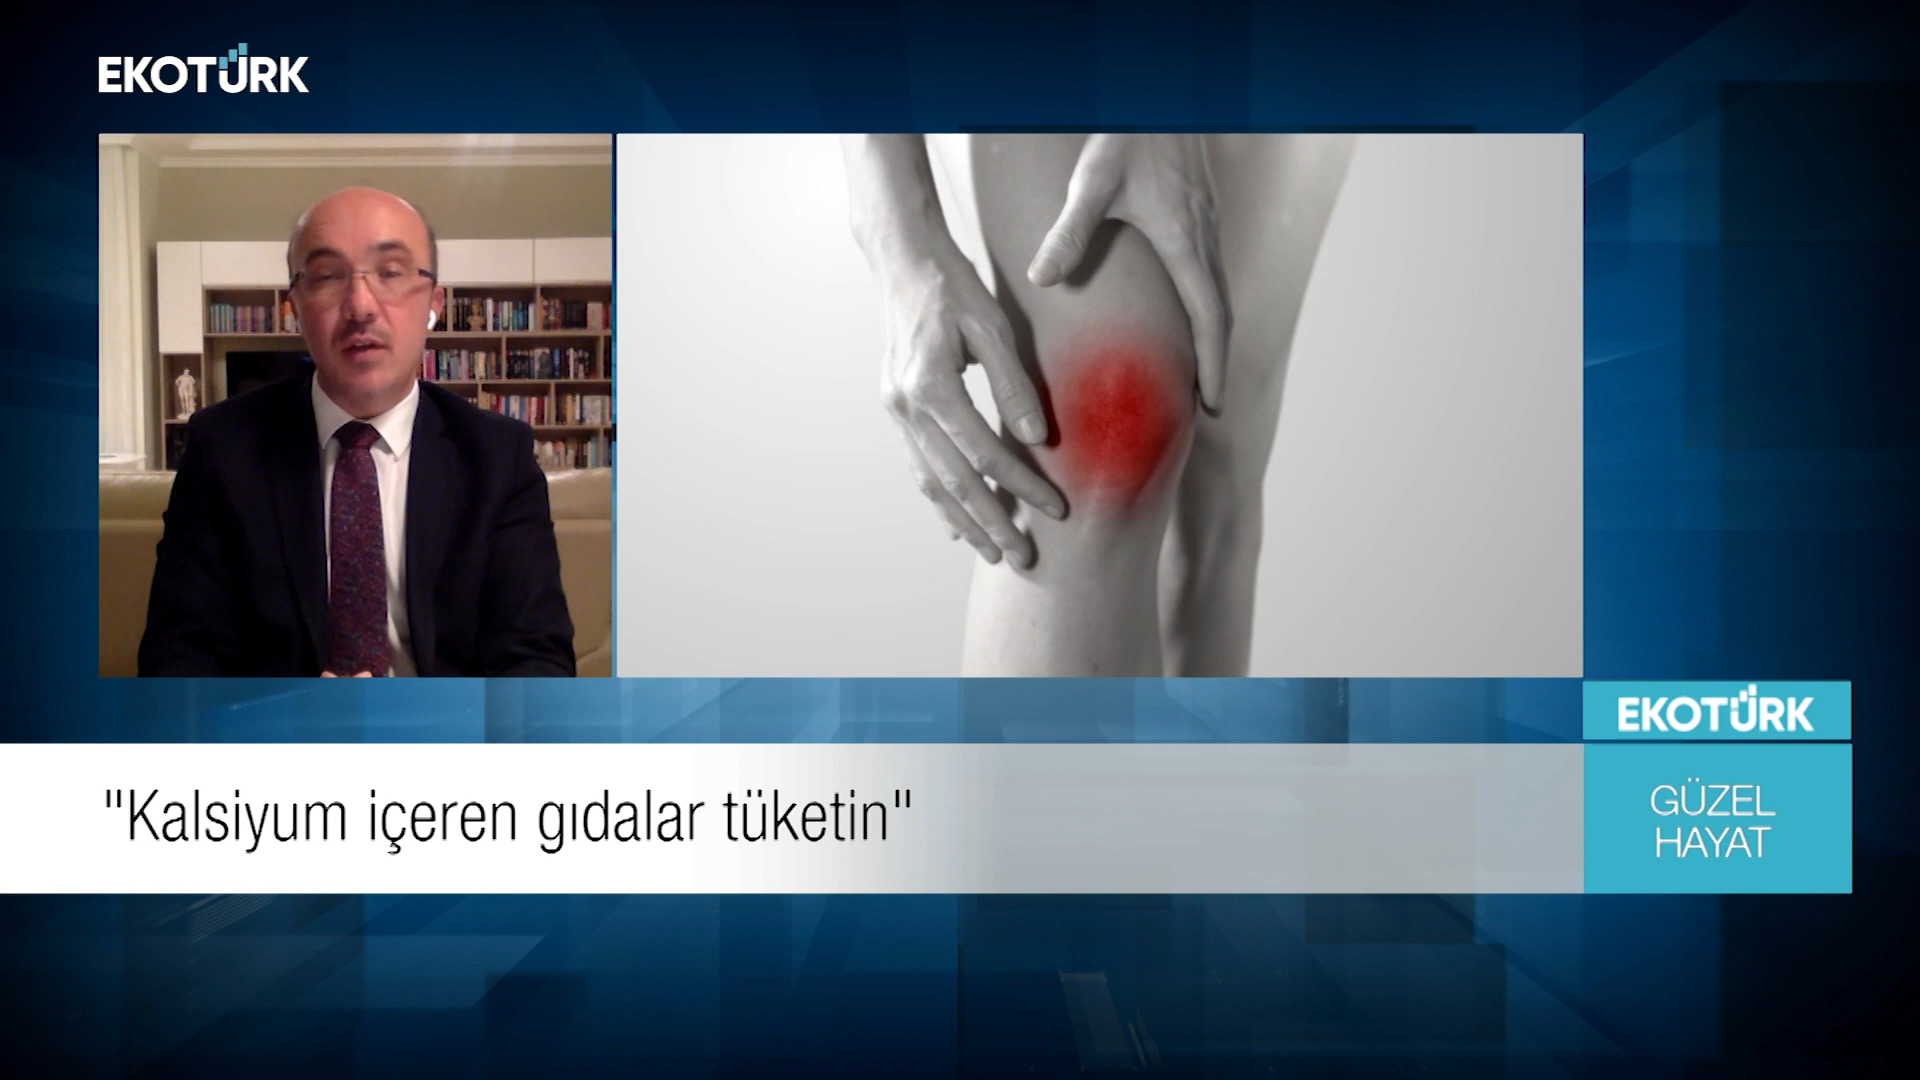 EKOTÜRK
EKOTÜRK
"Kalsiyum içeren gıdalar tüketin"
GÜZEL
HAYAT